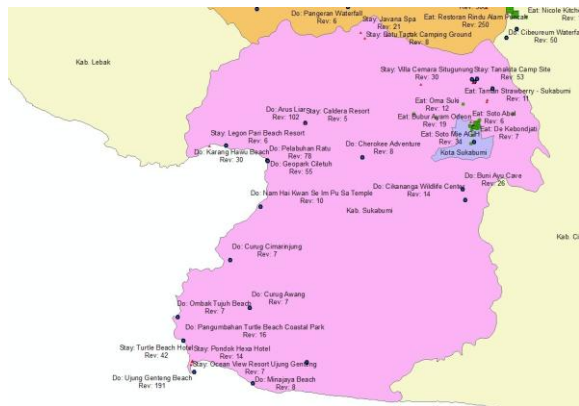 Do: Pangeran Waterfall
Rev: 6
Stay: Javana Spa
Rev: 21
Eat: Restoran Rindu Alam Puncak
Rev: 250
Eat: Nicole Kitche
Rev:
Do: Cibeureum Waterfa
Rev: 50
Stay: Batu Tapak Camping Ground
Rev: 8
Kab. Lebak
Stay: Villa Cemara Situgunung
Rev: 30
Stay: Tanakita Camp Site
Rev: 53
Eat: Taman Strawberry - Sukabumi
Rev: 11
Eat: Oma Suki
Rev: 12
Do: Arus Liar
Rev: 102
Stay: Caldera Resort
Rev: 5
Eat: Bubur Ayam Odeon
Rev: 19
Eat: Soto Abal
Rev: 6
Eat: De Kebondjati
Rev: 7
Eat: Soto Mie AGIH
Rev: 14
Kota Sukabumi
Stay: Legon Pari Beach Resort
Rev: 6
Do: Karang Hawu Beach
Rev: 30
Do: Pelabuhan Ratu
Rev: 78
Do: Geopark Ciletuh
Rev: 55
Do: Cherokee Adventure
Rev: 8
Do: Buni Ayu Cave
Rev: 26
Do: Cikananga Wildlife Center
Rev: 14
Do: Nam Hai Kwan Se Im Pu Sa Temple
Rev: 10
Kab. Sukabumi
Kab. Ci
Do: Curug Cimarinjung
Rev: 7
Do: Curug Awang
Rev: 7
Do: Ombak Tujuh Beach
Rev: 7
Do: Pangumbahan Turtle Beach Coastal Park
Rev: 16
Stay: Turtle Beach Hotel
Rev: 42
Stay: Pondok Hexa Hotel
Rev: 14
Stay: Ocean View Resort Ujung Genteng
Rev: 7
Do: Ujung Genteng Beach
Rev: 191
Do: Minajaya Beach
Rev: 8